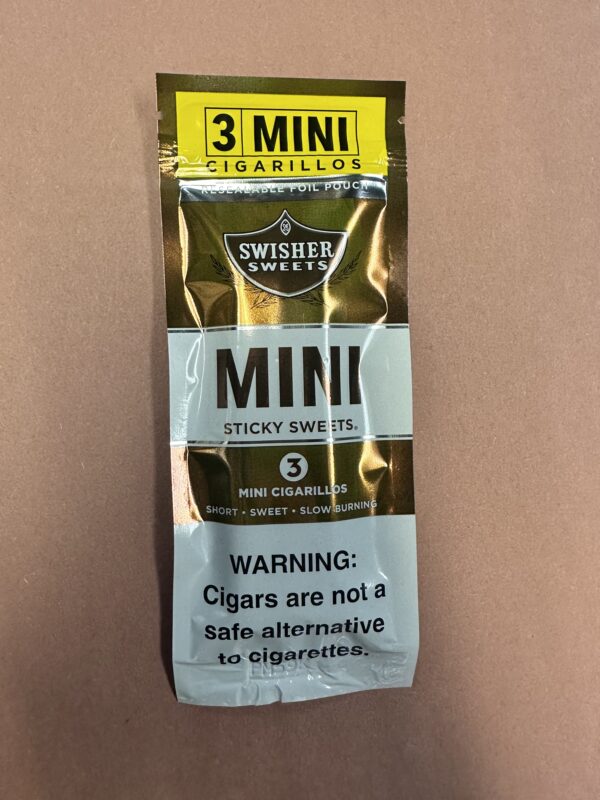 3 MINI
CIGARILLOS
RESEALABLE FOIL POUCH
SWISHER
SWEETS
MINI
STICKY SWEETS®
3
MINI CIGARILLOS
SHORT • SWEET • SLOW BURNING
WARNING:
Cigars are not a
safe alternative
to cigarettes.